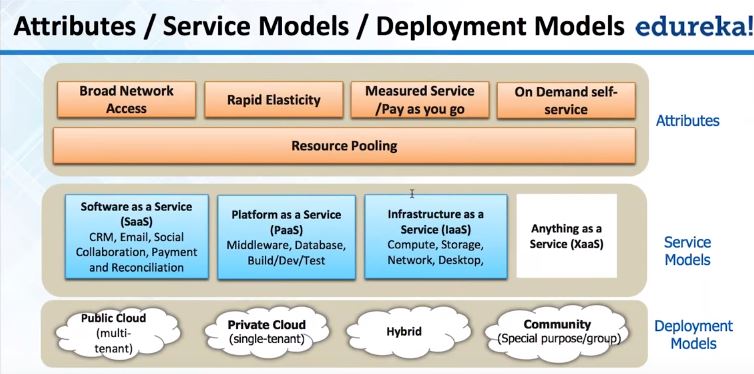 Attributes / Service Models / Deployment Models
edureka!
Broad Network
Access
Rapid Elasticity
Measured Service
/Pay as you go
On Demand self-
service
Attributes
Resource Pooling
Software as a Service
(SaaS)
CRM, Email, Social
Collaboration, Payment
and Reconciliation
Platform as a Service
(PaaS)
Middleware, Database,
Build/Dev/Test
Infrastructure as a
Service (IaaS)
Compute, Storage,
Network, Desktop,
Anything as a
Service (XaaS)
Service
Models
Public Cloud
(multi-
tenant)
Private Cloud
(single-tenant)
Hybrid
Community
(Special purpose/group)
Deployment
Models